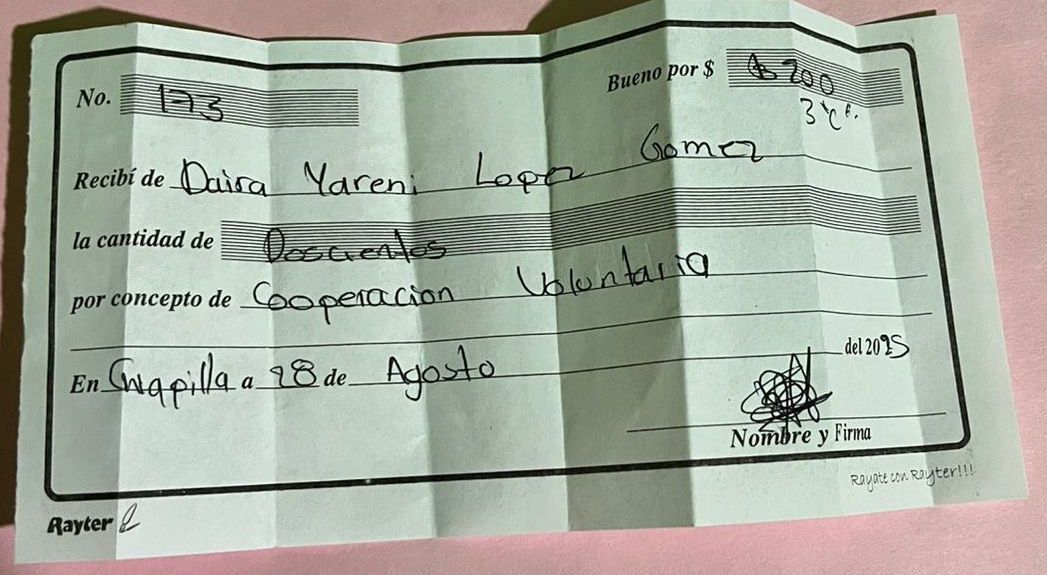 No. 173 Bueno por $ $200
3°C".
Recibí de Daira Yareni Lopez Gomez
la cantidad de Doscientos
por concepto de Cooperacion Voluntaria
En Chiapilla a 28 de Agosto del 2025
Nombre y Firma
Rayate con Rayter!!!
Rayter